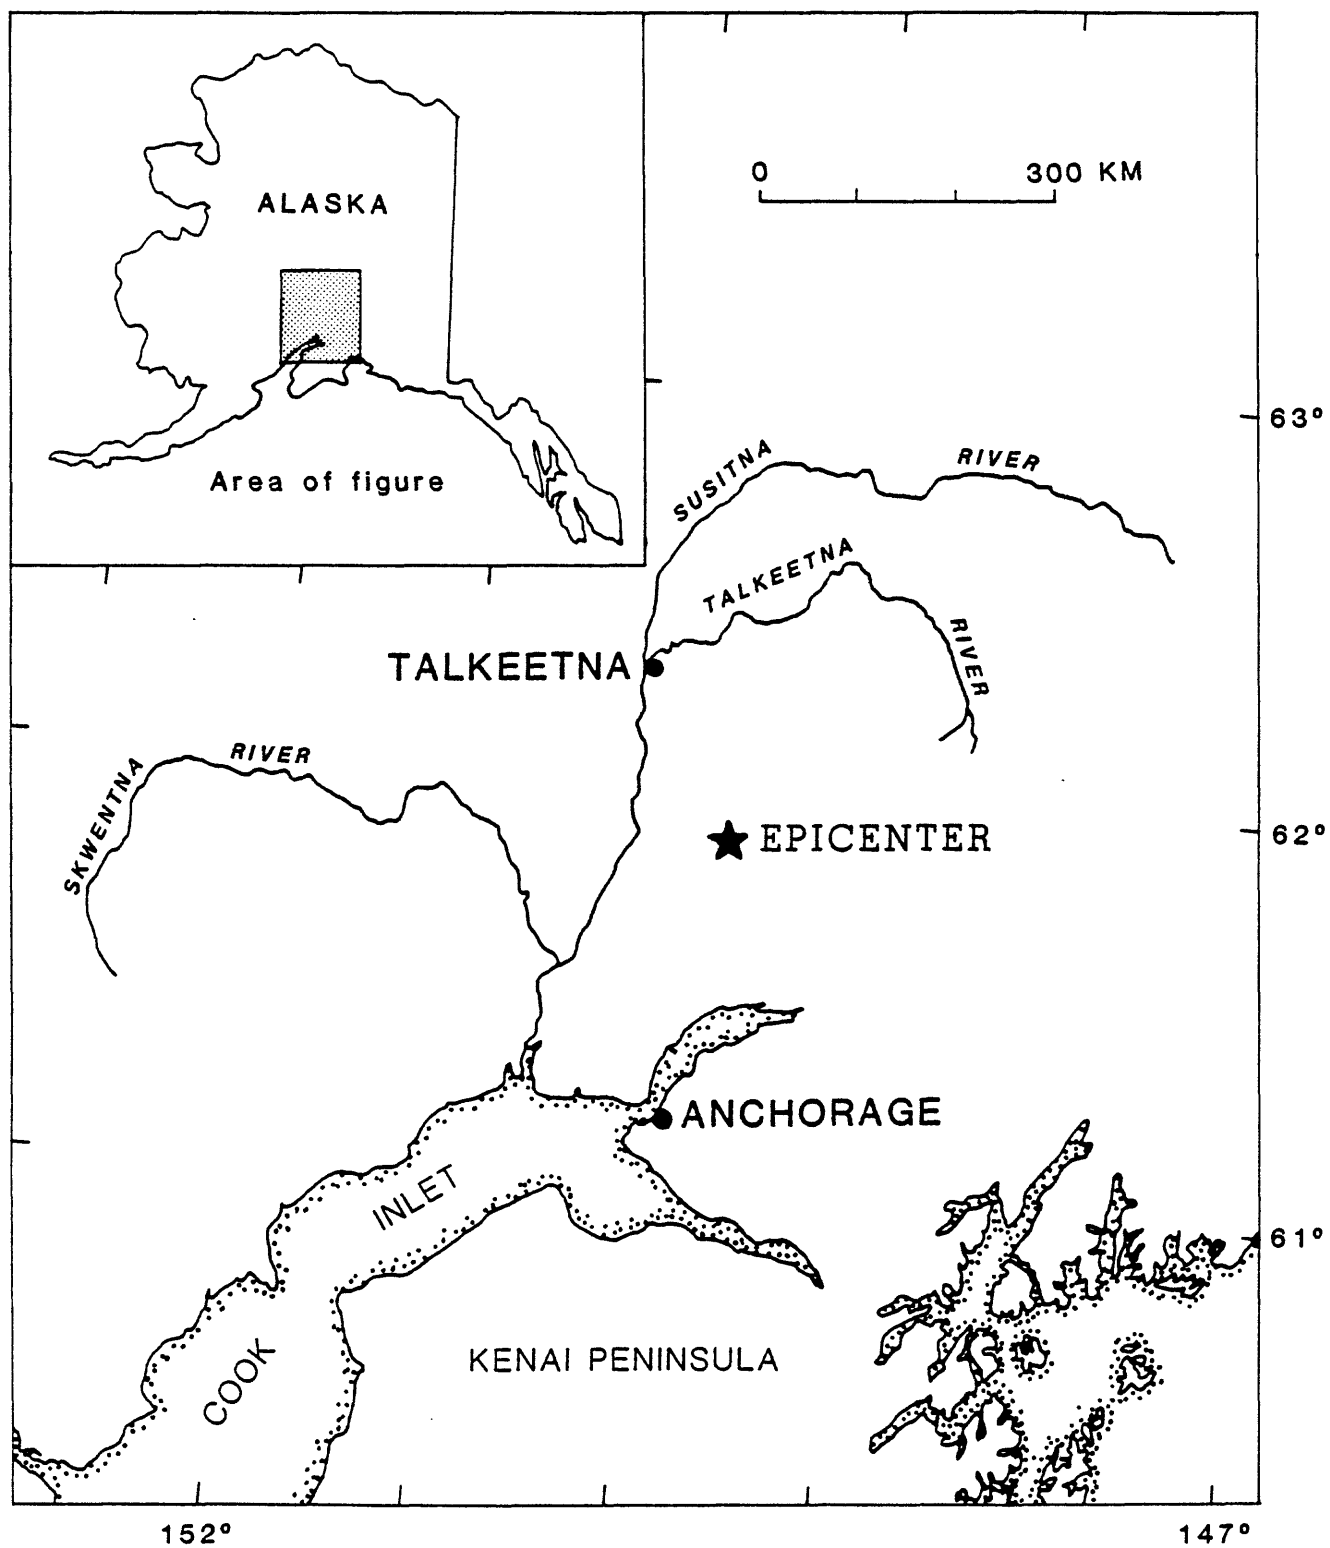 ALASKA
Area of figure
0 300 KM
63°
SUSITNA RIVER
TALKEETNA RIVER
TALKEETNA
SKWENTNA RIVER
EPICENTER
62°
ANCHORAGE
COOK INLET
61°
KENAI PENINSULA
152° 147°